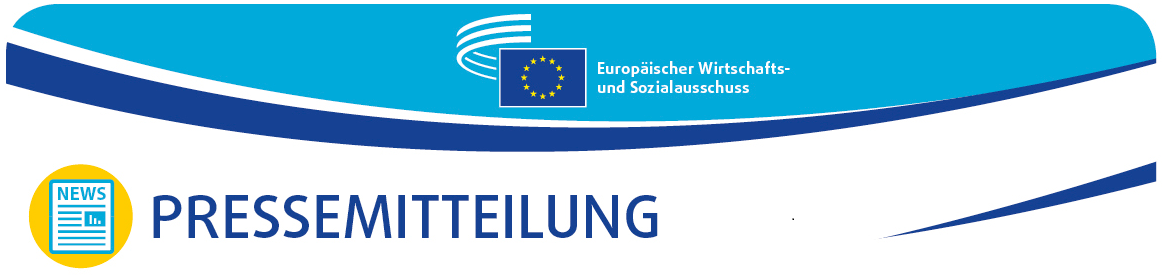 Europäischer Wirtschafts-
und Sozialausschuss
NEWS
PRESSEMITTEILUNG
.